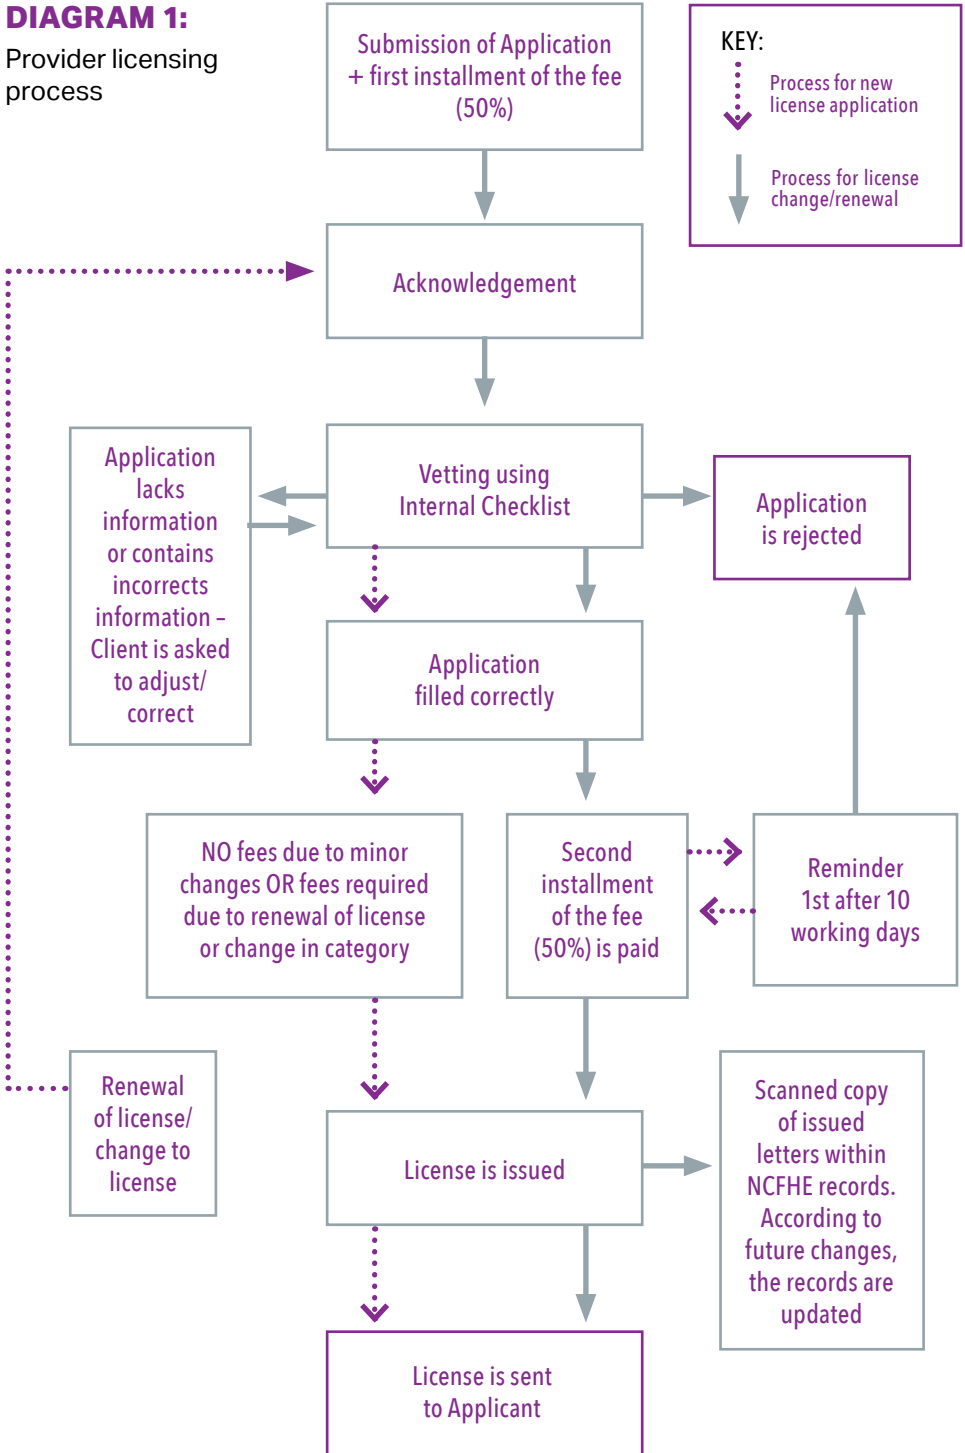 DIAGRAM 1:
Provider licensing
process
Submission of Application
+ first installment of the fee
(50%)
KEY:
Process for new
license application
Process for license
change/renewal
Acknowledgement
Application
lacks
information
or contains
incorrects
information –
Client is asked
to adjust/
correct
Vetting using
Internal Checklist
Application
is rejected
Application
filled correctly
NO fees due to minor
changes OR fees required
due to renewal of license
or change in category
Second
installment
of the fee
(50%) is paid
Reminder
1st after 10
working days
Renewal
of license/
change to
license
License is issued
Scanned copy
of issued
letters within
NCFHE records.
According to
future changes,
the records are
updated
License is sent
to Applicant